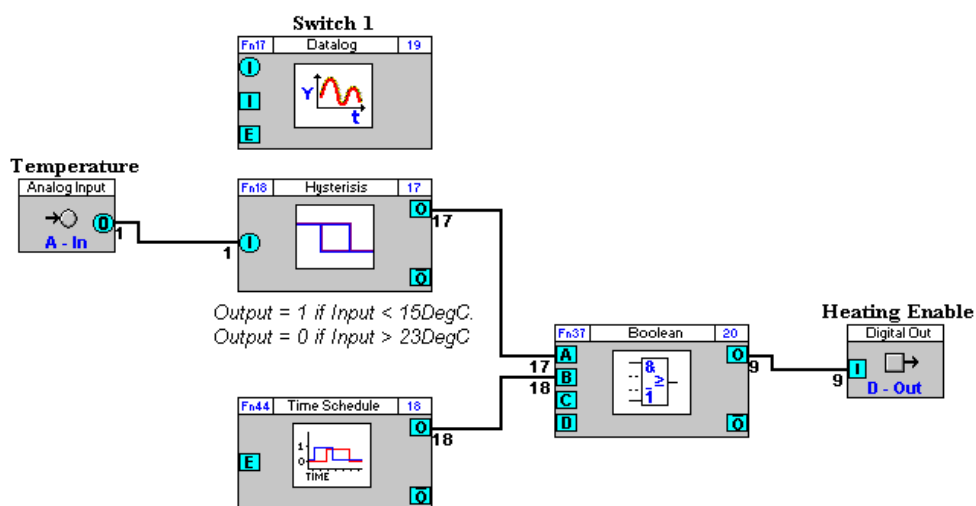 Switch 1
Fn17 Datalog 19
I
Y
I
t
E
Temperature
Analog Input
O
A - In
1
Fn18 Hysterisis 17
O
17
1
I
O
Output = 1 if Input < 15DegC.
Output = 0 if Input > 23DegC
Heating Enable
Fn37 Boolean 20
Digital Out
17
A
&
O
9
9
I
18
B
≥
D - Out
C
1
D
O
Fn44 Time Schedule 18
O
18
1
0
E
TIME
O